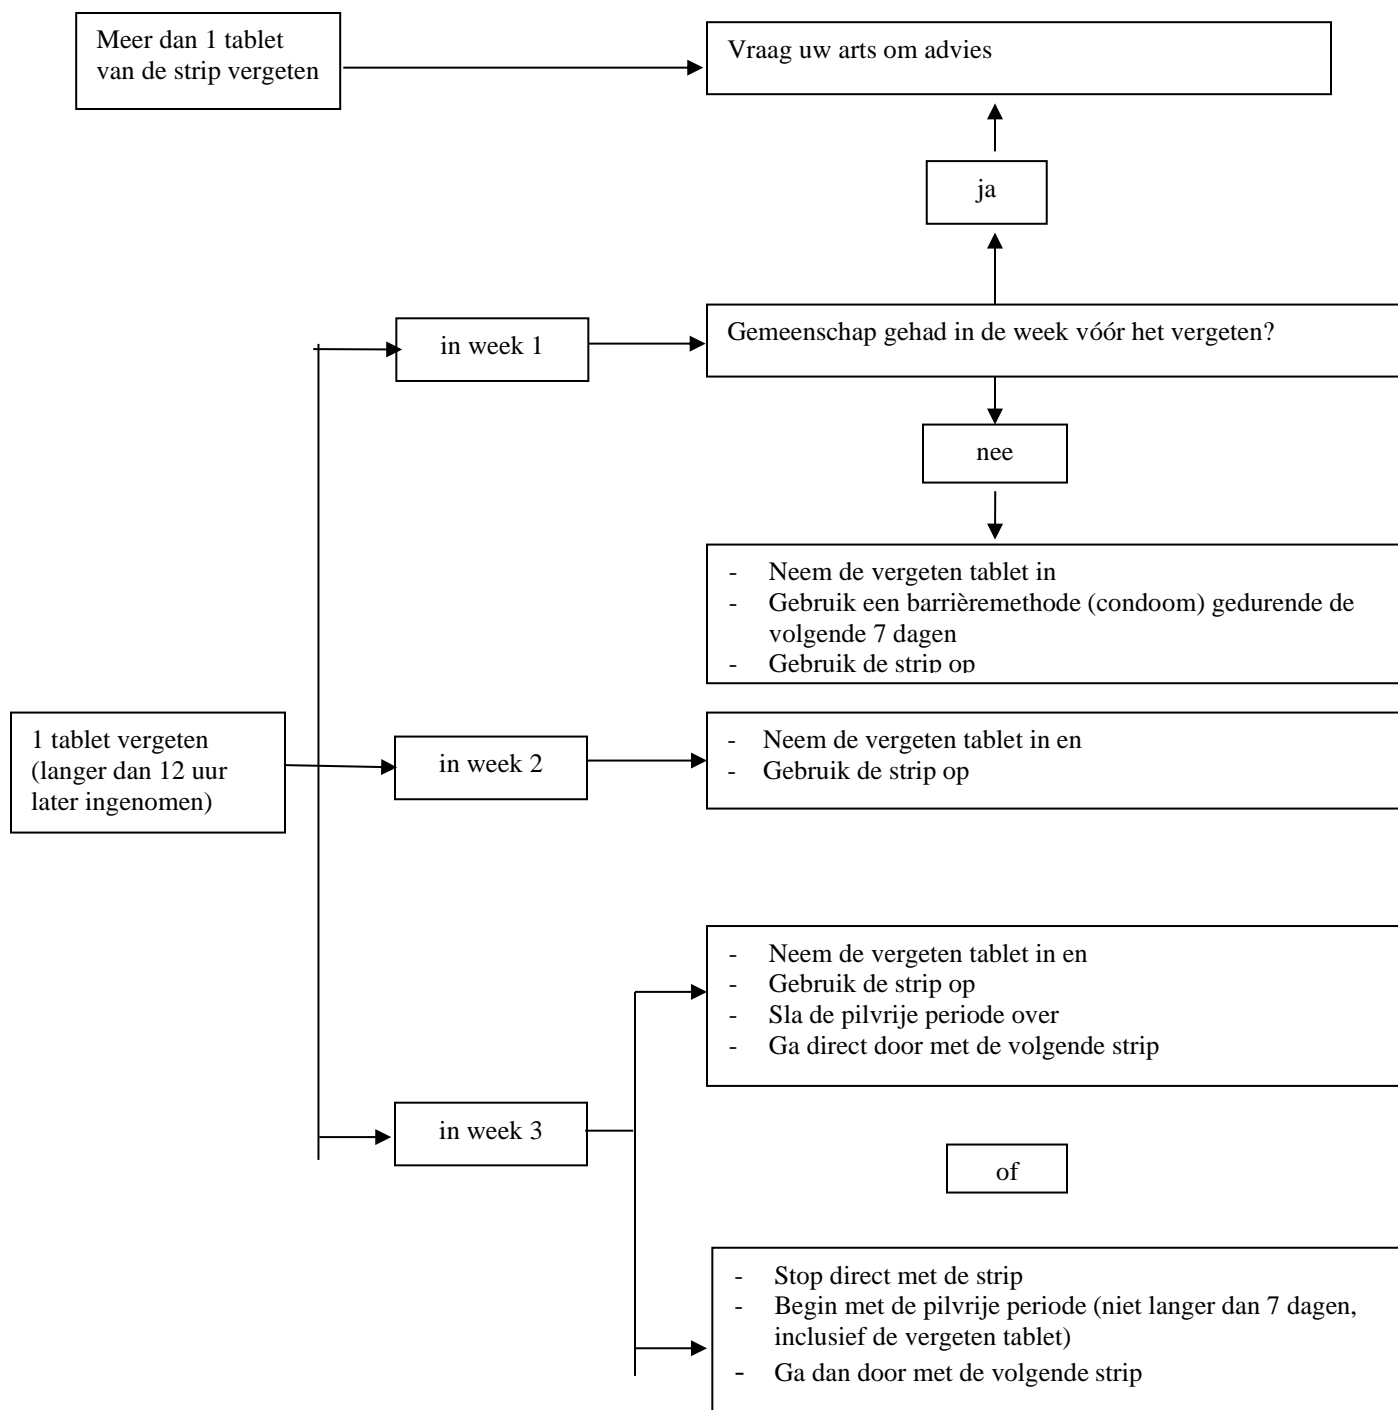 Meer dan 1 tablet
van de strip vergeten
Vraag uw arts om advies
ja
in week 1
Gemeenschap gehad in de week vóór het vergeten?
nee
- Neem de vergeten tablet in
- Gebruik een barrièremethode (condoom) gedurende de
volgende 7 dagen
- Gebruik de strip op
1 tablet vergeten
(langer dan 12 uur
later ingenomen)
in week 2
- Neem de vergeten tablet in en
- Gebruik de strip op
- Neem de vergeten tablet in en
- Gebruik de strip op
- Sla de pilvrije periode over
- Ga direct door met de volgende strip
in week 3
of
- Stop direct met de strip
- Begin met de pilvrije periode (niet langer dan 7 dagen,
inclusief de vergeten tablet)
- Ga dan door met de volgende strip